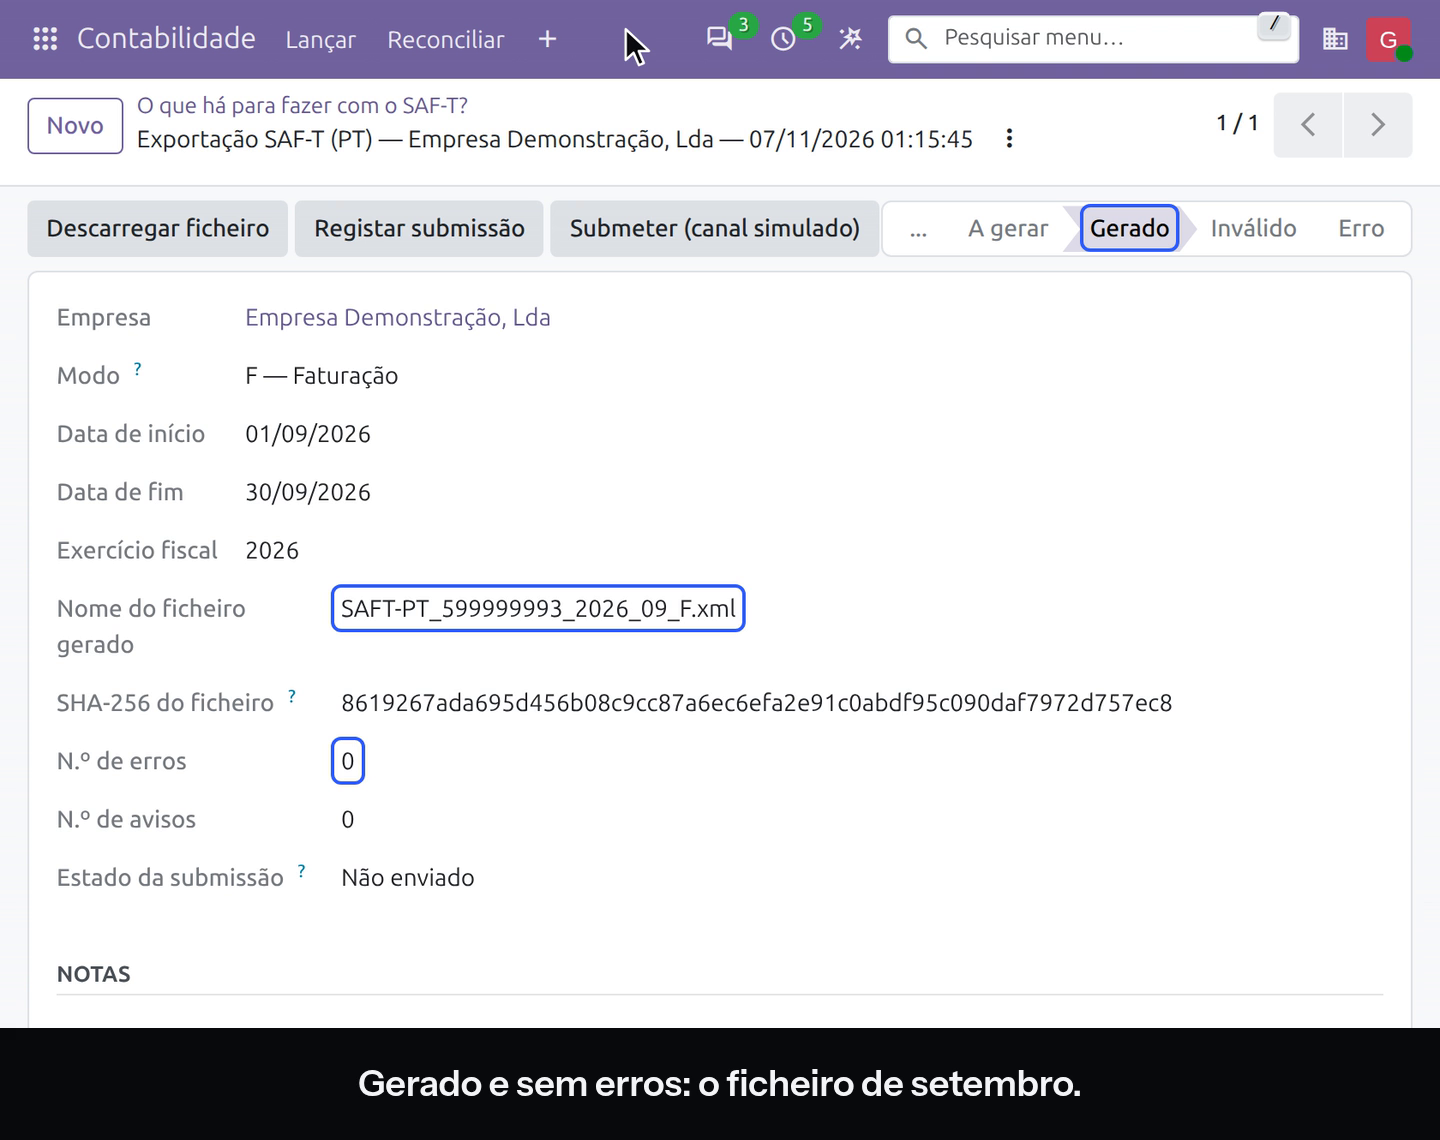 Contabilidade Lançar Reconciliar + 3 5 Pesquisar menu... / G
Novo
O que há para fazer com o SAF-T?
Exportação SAF-T (PT) — Empresa Demonstração, Lda — 07/11/2026 01:15:45
1 / 1
Descarregar ficheiro Registar submissão Submeter (canal simulado) ... A gerar Gerado Inválido Erro
Empresa Empresa Demonstração, Lda
Modo ? F — Faturação
Data de início 01/09/2026
Data de fim 30/09/2026
Exercício fiscal 2026
Nome do ficheiro gerado SAFT-PT_599999993_2026_09_F.xml
SHA-256 do ficheiro ? 8619267ada695d456b08c9cc87a6ec6efa2e91c0abdf95c090daf7972d757ec8
N.º de erros 0
N.º de avisos 0
Estado da submissão ? Não enviado
NOTAS
Gerado e sem erros: o ficheiro de setembro.